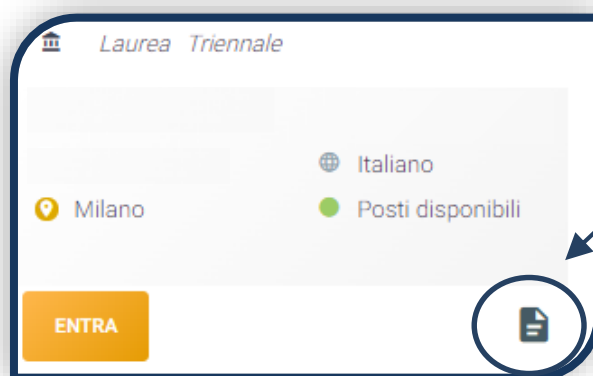 Laurea Triennale
Italiano
Milano
Posti disponibili
ENTRA